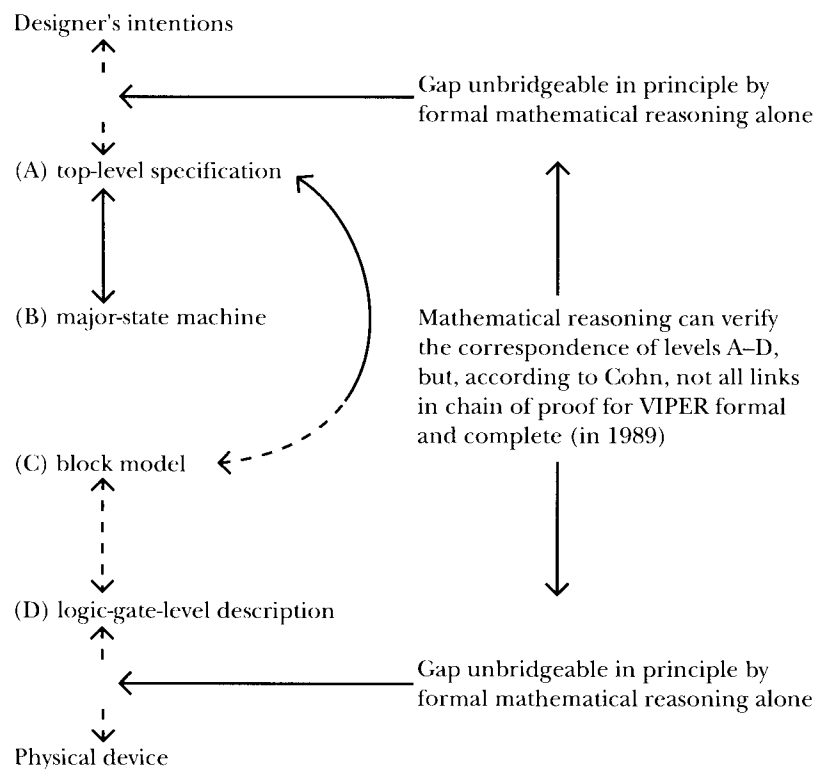 Designer's intentions
Gap unbridgeable in principle by
formal mathematical reasoning alone
(A) top-level specification
(B) major-state machine
Mathematical reasoning can verify
the correspondence of levels A–D,
but, according to Cohn, not all links
in chain of proof for VIPER formal
and complete (in 1989)
(C) block model
(D) logic-gate-level description
Gap unbridgeable in principle by
formal mathematical reasoning alone
Physical device